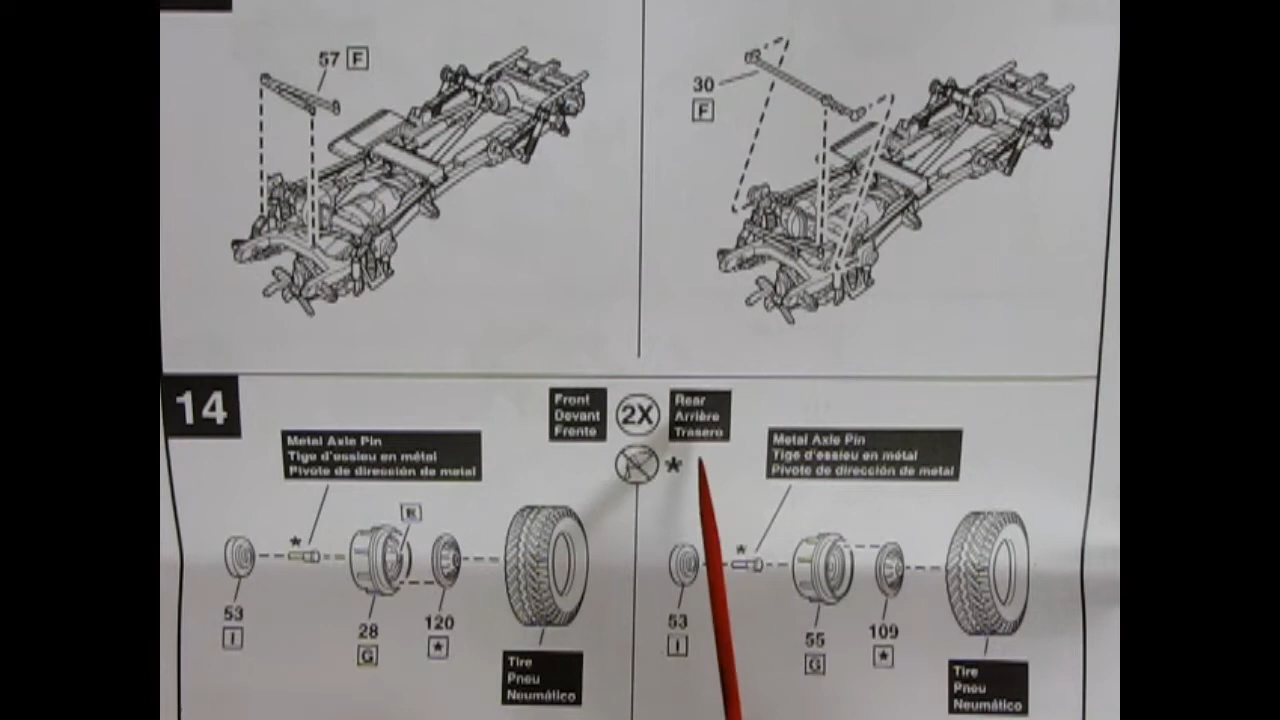 57 F
30
F
14
Front
Devant
Frente
2X
Rear
Arrière
Trasero
*
Metal Axle Pin
Tige d'essieu en métal
Pivote de dirección de metal
Metal Axle Pin
Tige d'essieu en métal
Pivote de dirección de metal
*
*
53
I
28
G
120
★
Tire
Pneu
Neumático
53
I
55
G
109
★
Tire
Pneu
Neumático